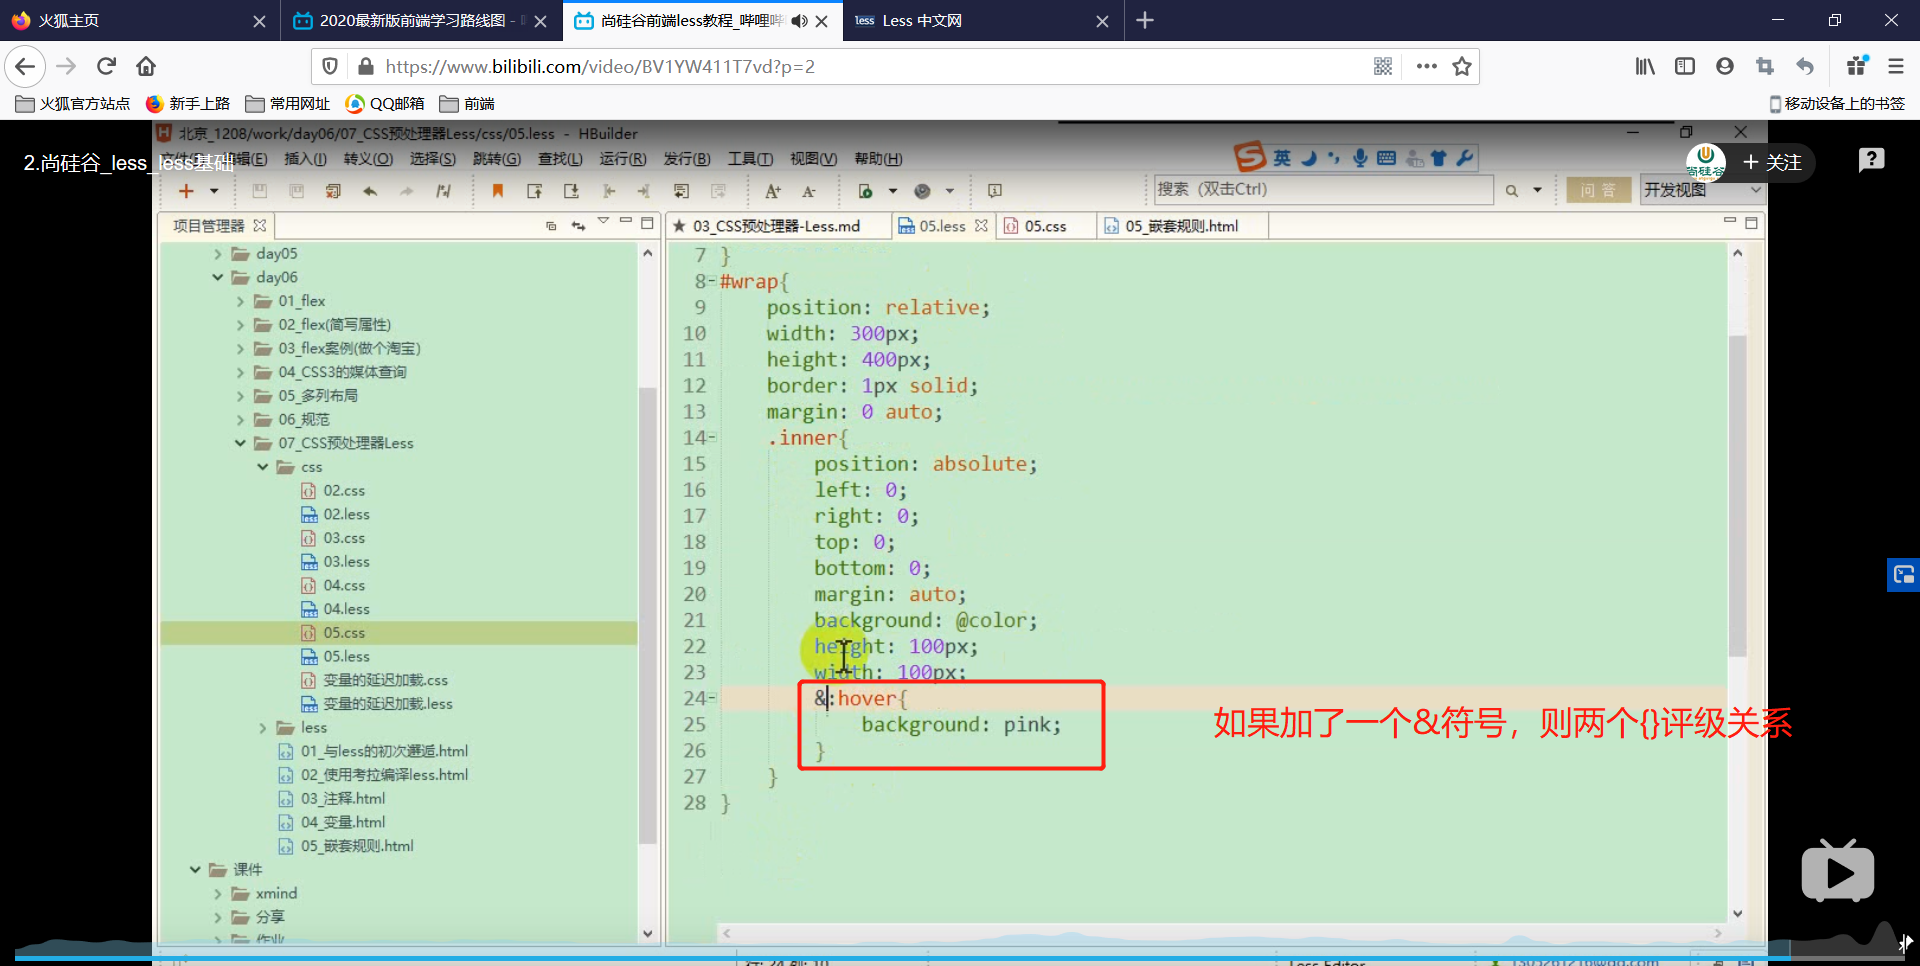 火狐主页
2020最新版前端学习路线图 -
尚硅谷前端less教程_哔哩哔
less Less 中文网
https://www.bilibili.com/video/BV1YW411T7vd?p=2
火狐官方站点 新手上路 常用网址 QQ邮箱 前端
移动设备上的书签
北京_1208/work/day06/07_CSS预处理器Less/css/05.less - HBuilder
2.尚硅谷_less_less基础
编辑(E) 插入(I) 转义(O) 选择(S) 跳转(G) 查找(L) 运行(R) 发行(B) 工具(T) 视图(V) 帮助(H)
英
尚硅谷
+ 关注
搜索 (双击Ctrl)
问答
开发视图
项目管理器
03_CSS预处理器-Less.md
05.less
05.css
05_嵌套规则.html
day05
day06
01_flex
02_flex(简写属性)
03_flex案例(做个淘宝)
04_CSS3的媒体查询
05_多列布局
06_规范
07_CSS预处理器Less
css
02.css
02.less
03.css
03.less
04.css
04.less
05.css
05.less
变量的延迟加载.css
变量的延迟加载.less
less
01_与less的初次邂逅.html
02_使用考拉编译less.html
03_注释.html
04_变量.html
05_嵌套规则.html
课件
xmind
分享
作业
7 }
8 #wrap{
9 position: relative;
10 width: 300px;
11 height: 400px;
12 border: 1px solid;
13 margin: 0 auto;
14 .inner{
15 position: absolute;
16 left: 0;
17 right: 0;
18 top: 0;
19 bottom: 0;
20 margin: auto;
21 background: @color;
22 height: 100px;
23 width: 100px;
24 &:hover{
25 background: pink;
26 }
27 }
28 }
如果加了一个&符号，则两个{}评级关系
行: 24 列: 10
Less Editor